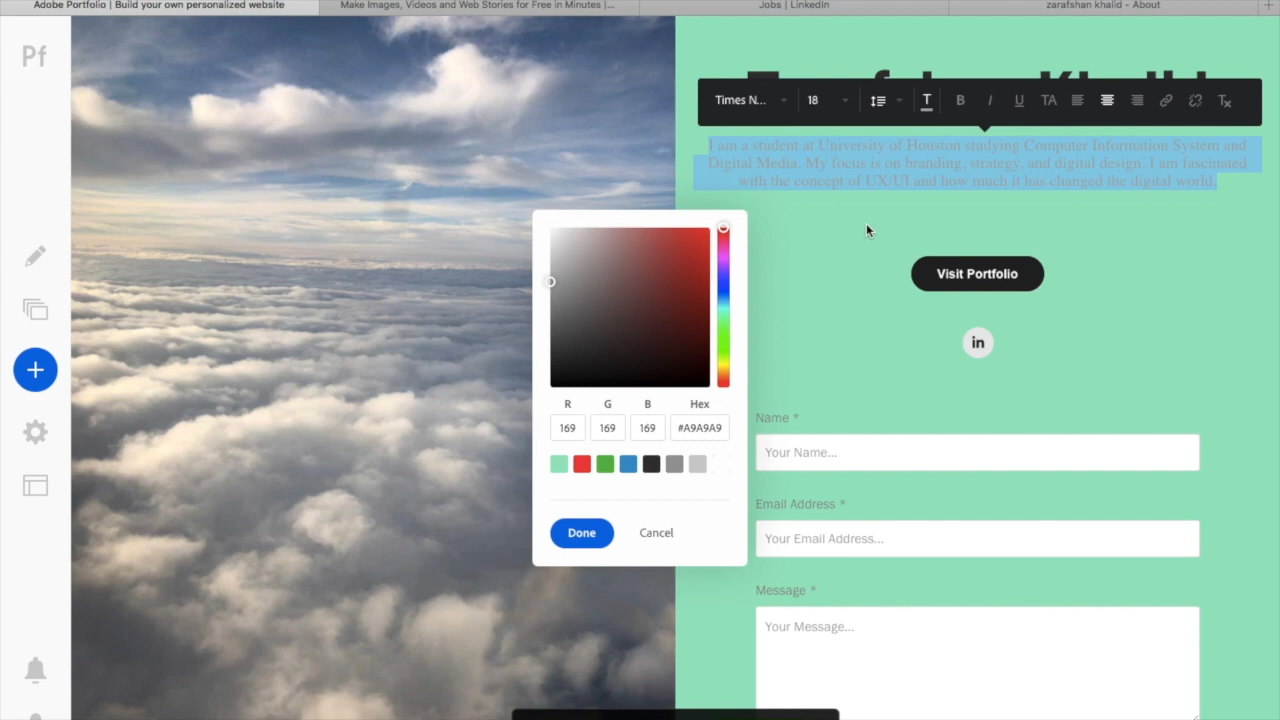 Adobe Portfolio | Build your own personalized website
Make Images, Videos and Web Stories for Free in Minutes |...
Jobs | LinkedIn
zarafshan khalid - About
Pf
Times N...
18
T
B
I
U
TA
Tx
I am a student at University of Houston studying Computer Information System and
Digital Media. My focus is on branding, strategy, and digital design. I am fascinated
with the concept of UX/UI and how much it has changed the digital world.
Visit Portfolio
in
R
G
B
Hex
169
169
169
#A9A9A9
Done
Cancel
Name *
Your Name...
Email Address *
Your Email Address...
Message *
Your Message...